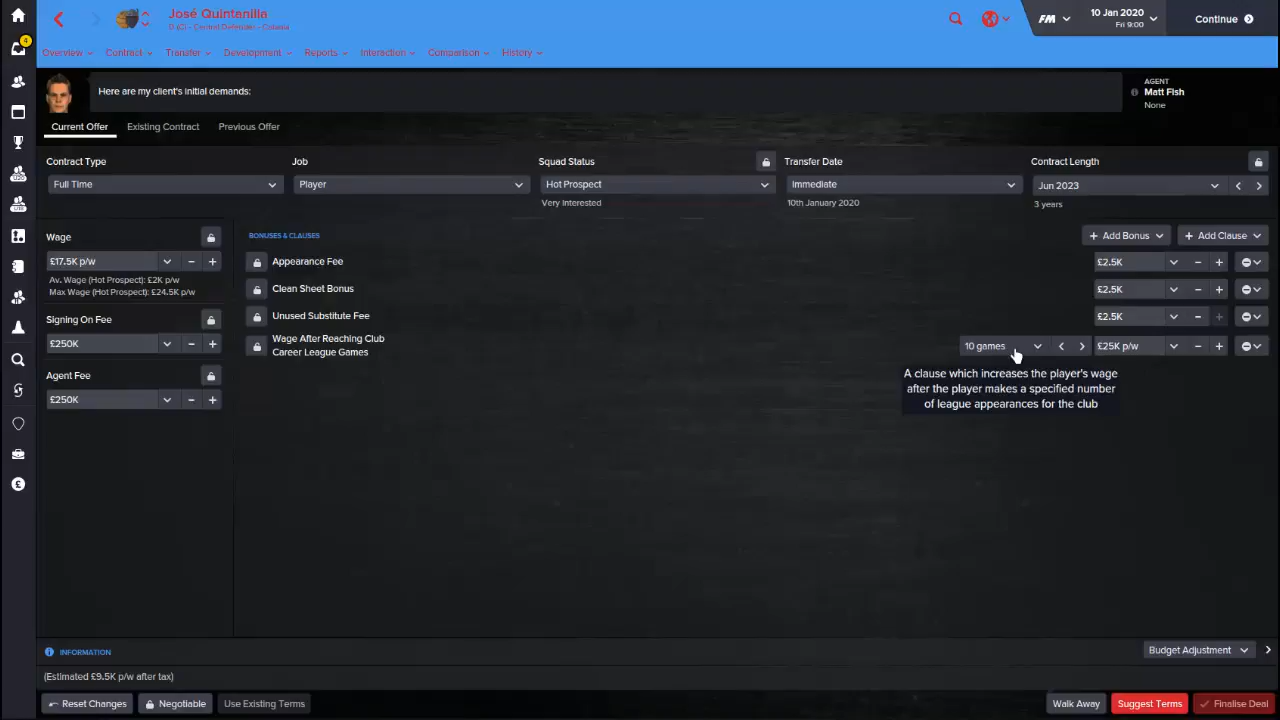 José Quintanilla
D (C) - Central Defender - Catania
10 Jan 2020
Fri 9:00
FM
Continue
4
Overview
Contract
Transfer
Development
Reports
Interaction
Comparison
History
Here are my client's initial demands:
AGENT
Matt Fish
None
Current Offer
Existing Contract
Previous Offer
Contract Type
Job
Squad Status
Transfer Date
Contract Length
Full Time
Player
Hot Prospect
Immediate
Jun 2023
Very Interested
10th January 2020
3 years
Wage
£17.5K p/w
Av. Wage (Hot Prospect): £2K p/w
Max Wage (Hot Prospect): £24.5K p/w
Signing On Fee
£250K
Agent Fee
£250K
BONUSES & CLAUSES
+ Add Bonus
+ Add Clause
Appearance Fee
£2.5K
Clean Sheet Bonus
£2.5K
Unused Substitute Fee
£2.5K
Wage After Reaching Club
Career League Games
10 games
£25K p/w
A clause which increases the player's wage
after the player makes a specified number
of league appearances for the club
INFORMATION
Budget Adjustment
(Estimated £9.5K p/w after tax)
Reset Changes
Negotiable
Use Existing Terms
Walk Away
Suggest Terms
Finalise Deal